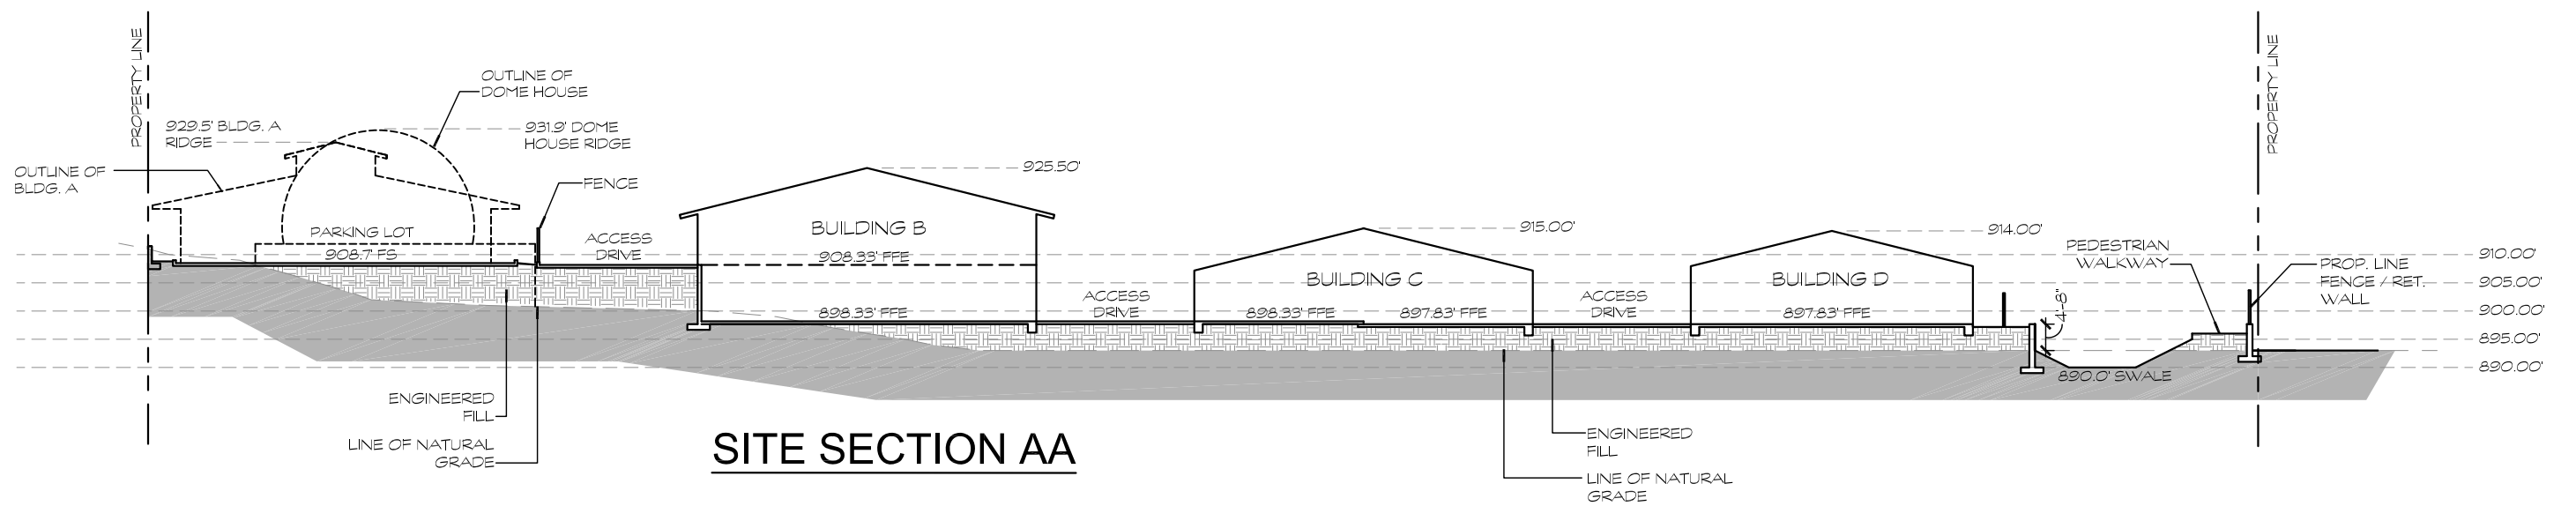 PROPERTY LINE
OUTLINE OF
DOME HOUSE
929.5' BLDG. A
RIDGE
931.9' DOME
HOUSE RIDGE
OUTLINE OF
BLDG. A
FENCE
PARKING LOT
908.7' FS
ACCESS
DRIVE
925.50'
BUILDING B
908.33' FFE
898.33' FFE
ACCESS
DRIVE
915.00'
BUILDING C
898.33' FFE
897.83' FFE
ACCESS
DRIVE
914.00'
BUILDING D
897.83' FFE
4'-8"
PEDESTRIAN
WALKWAY
890.0' SWALE
PROPERTY LINE
PROP. LINE
FENCE / RET.
WALL
910.00'
905.00'
900.00'
895.00'
890.00'
ENGINEERED
FILL
LINE OF NATURAL
GRADE
ENGINEERED
FILL
LINE OF NATURAL
GRADE
SITE SECTION AA